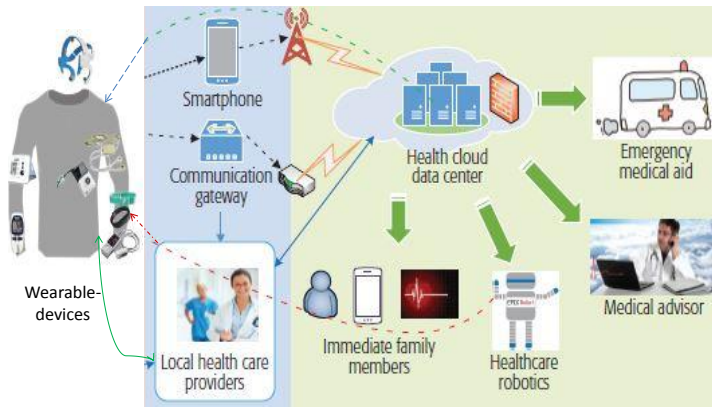 Smartphone
Communication
gateway
Health cloud
data center
Emergency
medical aid
Medical advisor
Wearable-
devices
Local health care
providers
Immediate family
members
Healthcare
robotics